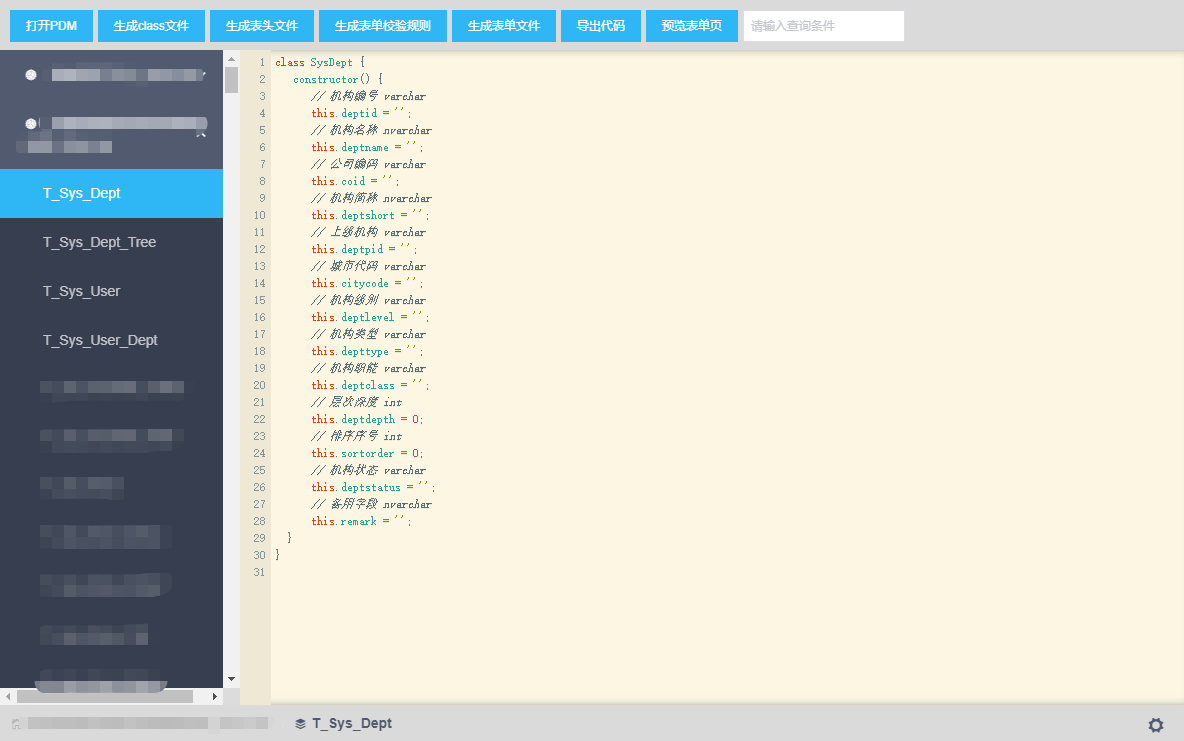 打开PDM 生成class文件 生成表头文件 生成表单校验规则 生成表单文件 导出代码 预览表单页 请输入查询条件
T_Sys_Dept
T_Sys_Dept_Tree
T_Sys_User
T_Sys_User_Dept
1 class SysDept {
2 constructor() {
3 // 机构编号 varchar
4 this.deptid = '';
5 // 机构名称 nvarchar
6 this.deptname = '';
7 // 公司编码 varchar
8 this.coid = '';
9 // 机构简称 nvarchar
10 this.deptshort = '';
11 // 上级机构 varchar
12 this.deptpid = '';
13 // 城市代码 varchar
14 this.citycode = '';
15 // 机构级别 varchar
16 this.deptlevel = '';
17 // 机构类型 varchar
18 this.depttype = '';
19 // 机构职能 varchar
20 this.deptclass = '';
21 // 层次深度 int
22 this.deptdepth = 0;
23 // 排序序号 int
24 this.sortorder = 0;
25 // 机构状态 varchar
26 this.deptstatus = '';
27 // 备用字段 nvarchar
28 this.remark = '';
29 }
30 }
31
T_Sys_Dept